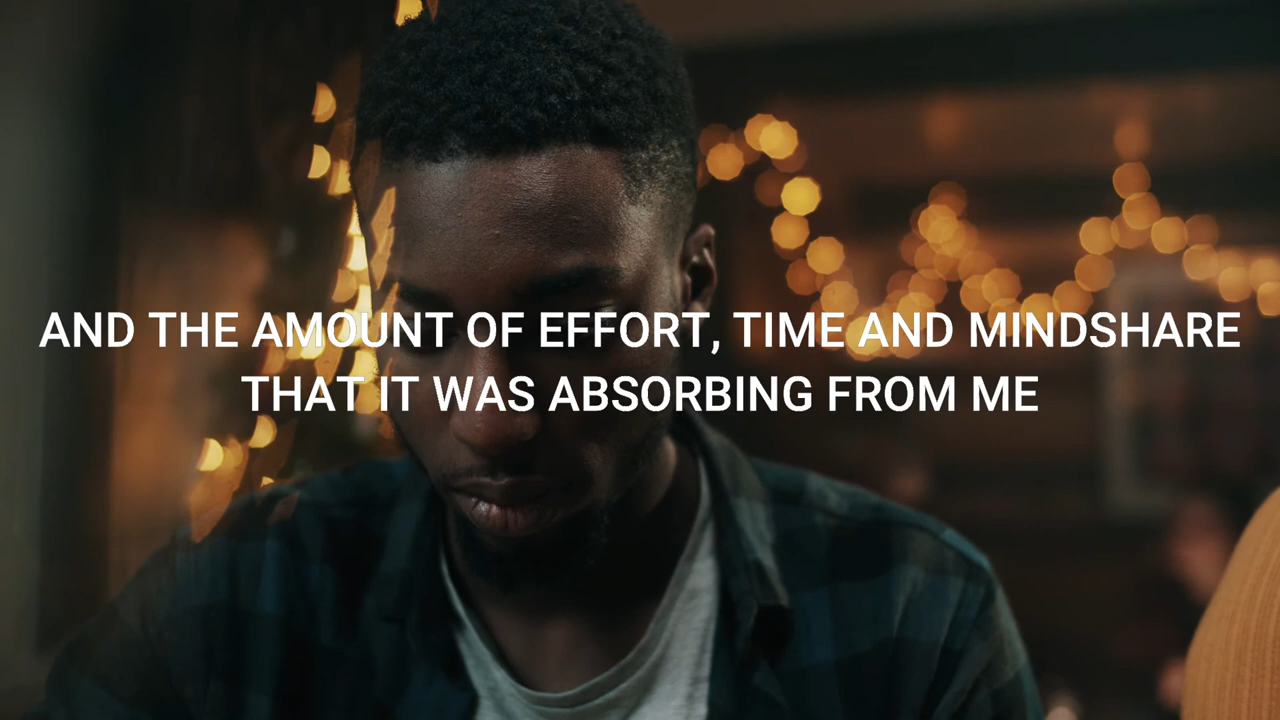 AND THE AMOUNT OF EFFORT, TIME AND MINDSHARE
THAT IT WAS ABSORBING FROM ME